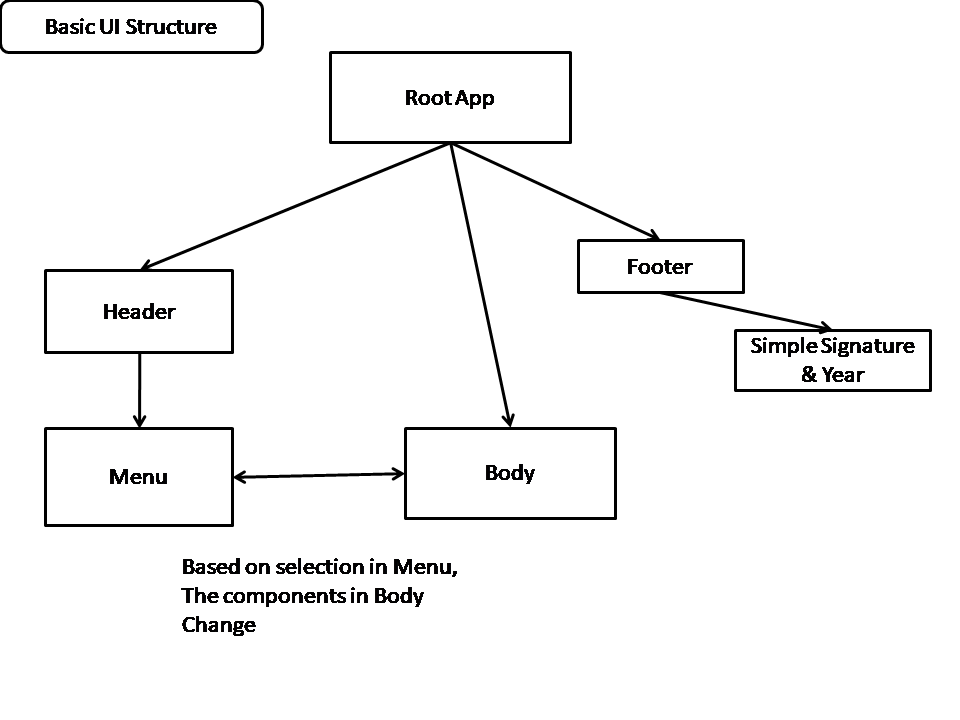 Basic UI Structure
Root App
Footer
Header
Simple Signature
& Year
Menu
Body
Based on selection in Menu,
The components in Body
Change